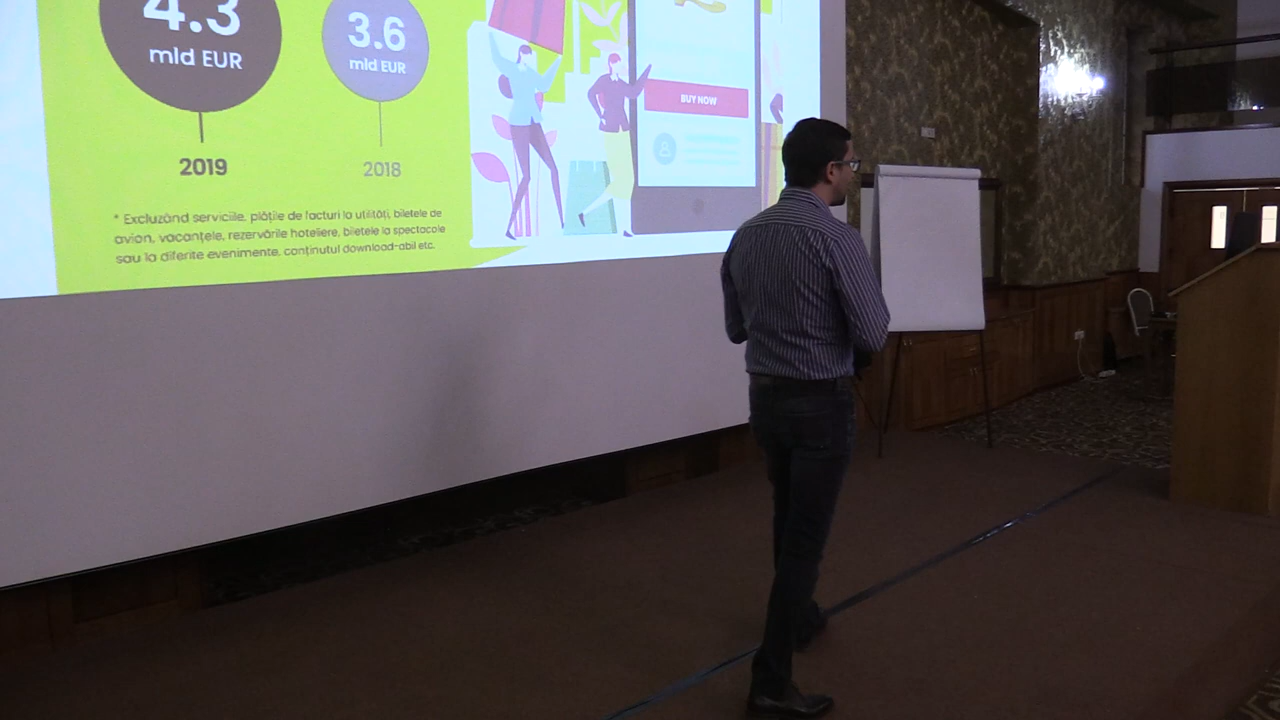 4.3
mld EUR
2019
3.6
mld EUR
2018
* Excluzând serviciile, plățile de facturi la utilități, biletele de
avion, vacanțele, rezervările hoteliere, biletele la spectacole
sau la diferite evenimente, conținutul download-abil etc.
BUY NOW